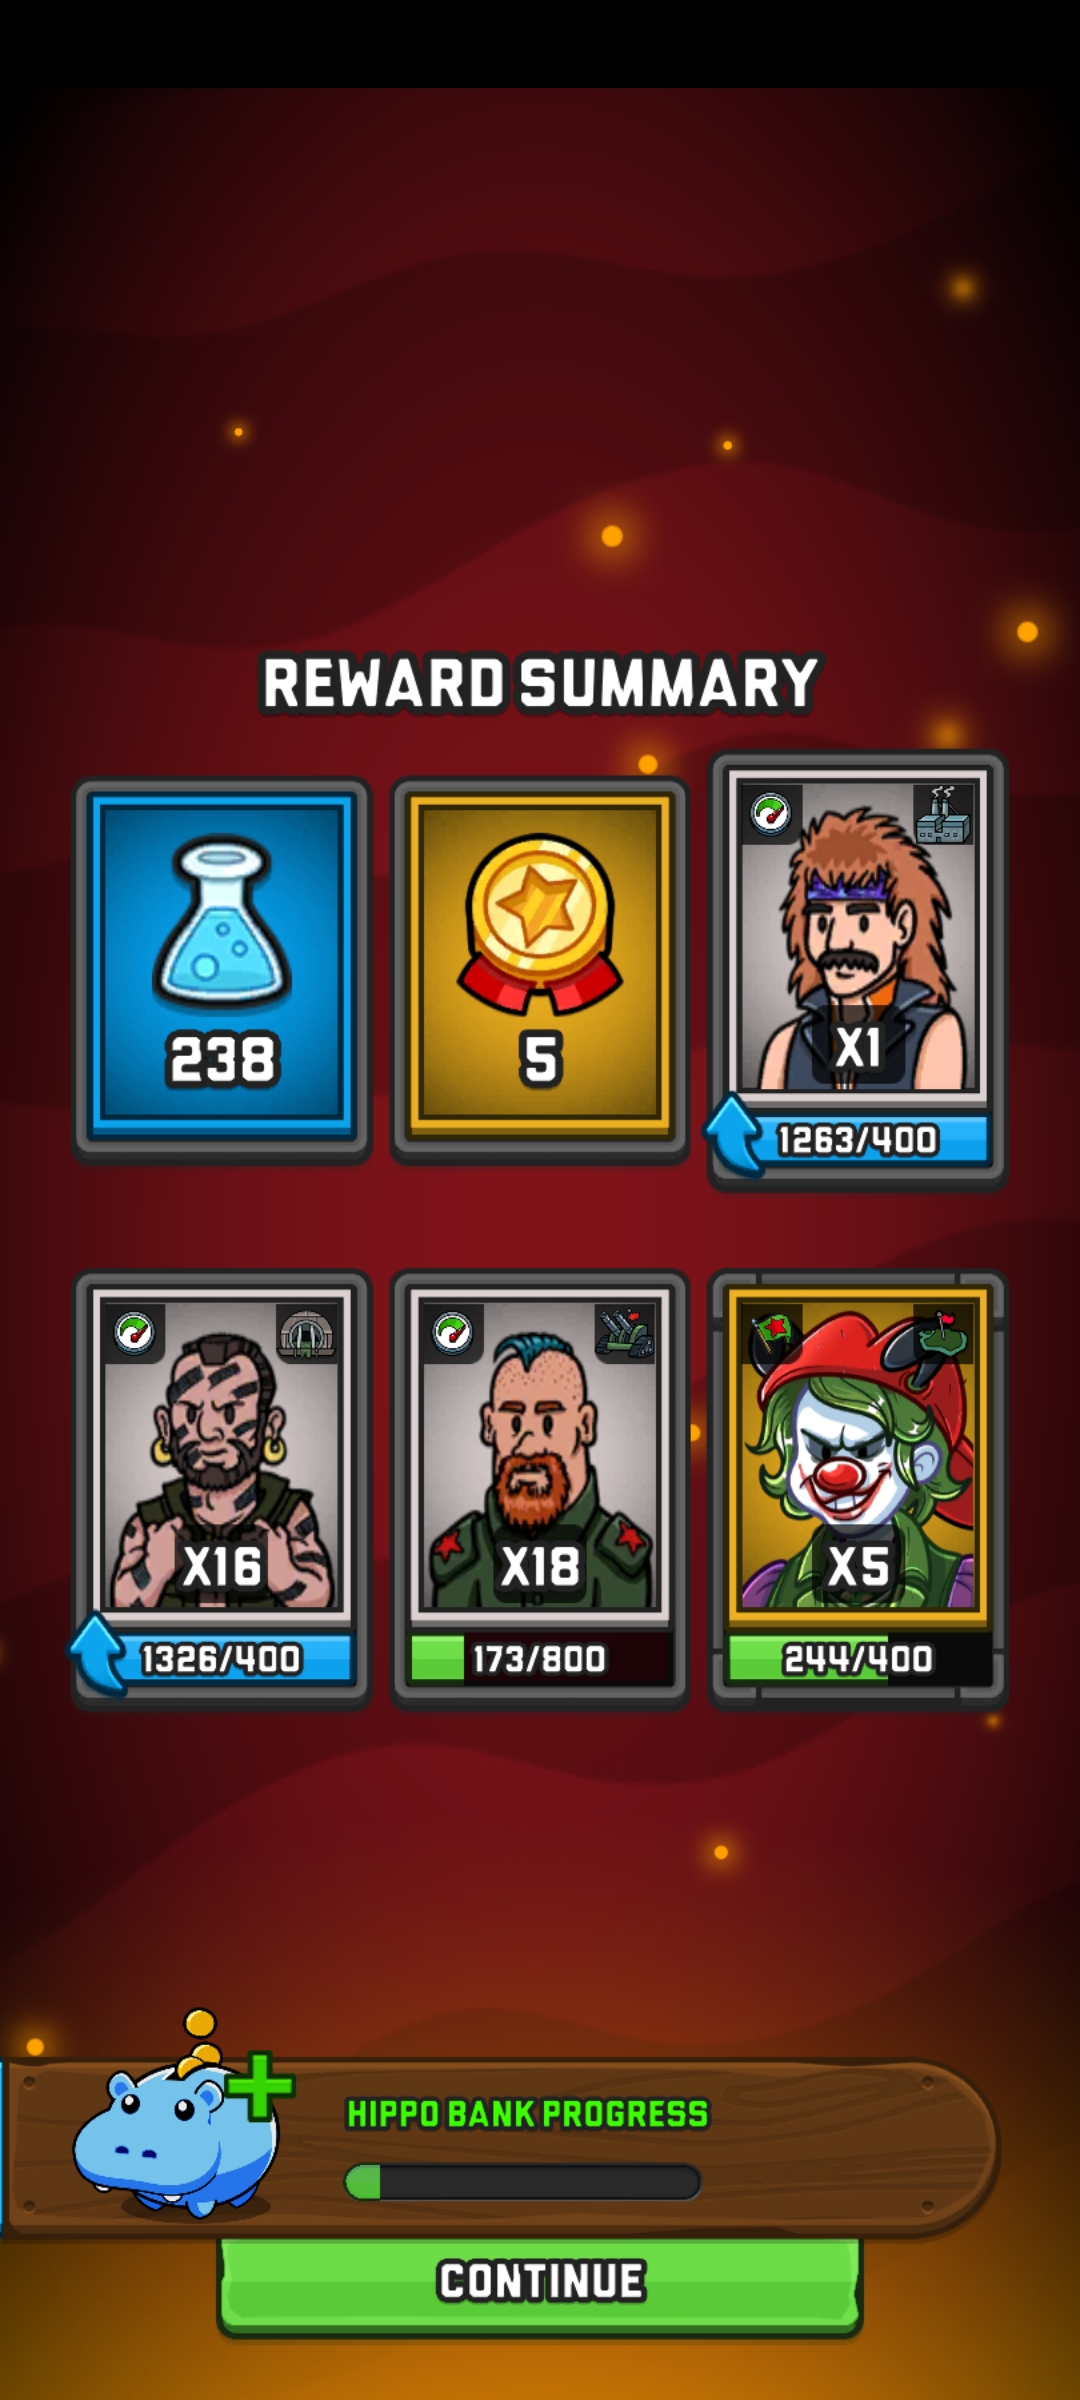 REWARD SUMMARY
238
5
X1
1263/400
X16
1326/400
X18
173/800
X5
244/400
HIPPO BANK PROGRESS
CONTINUE